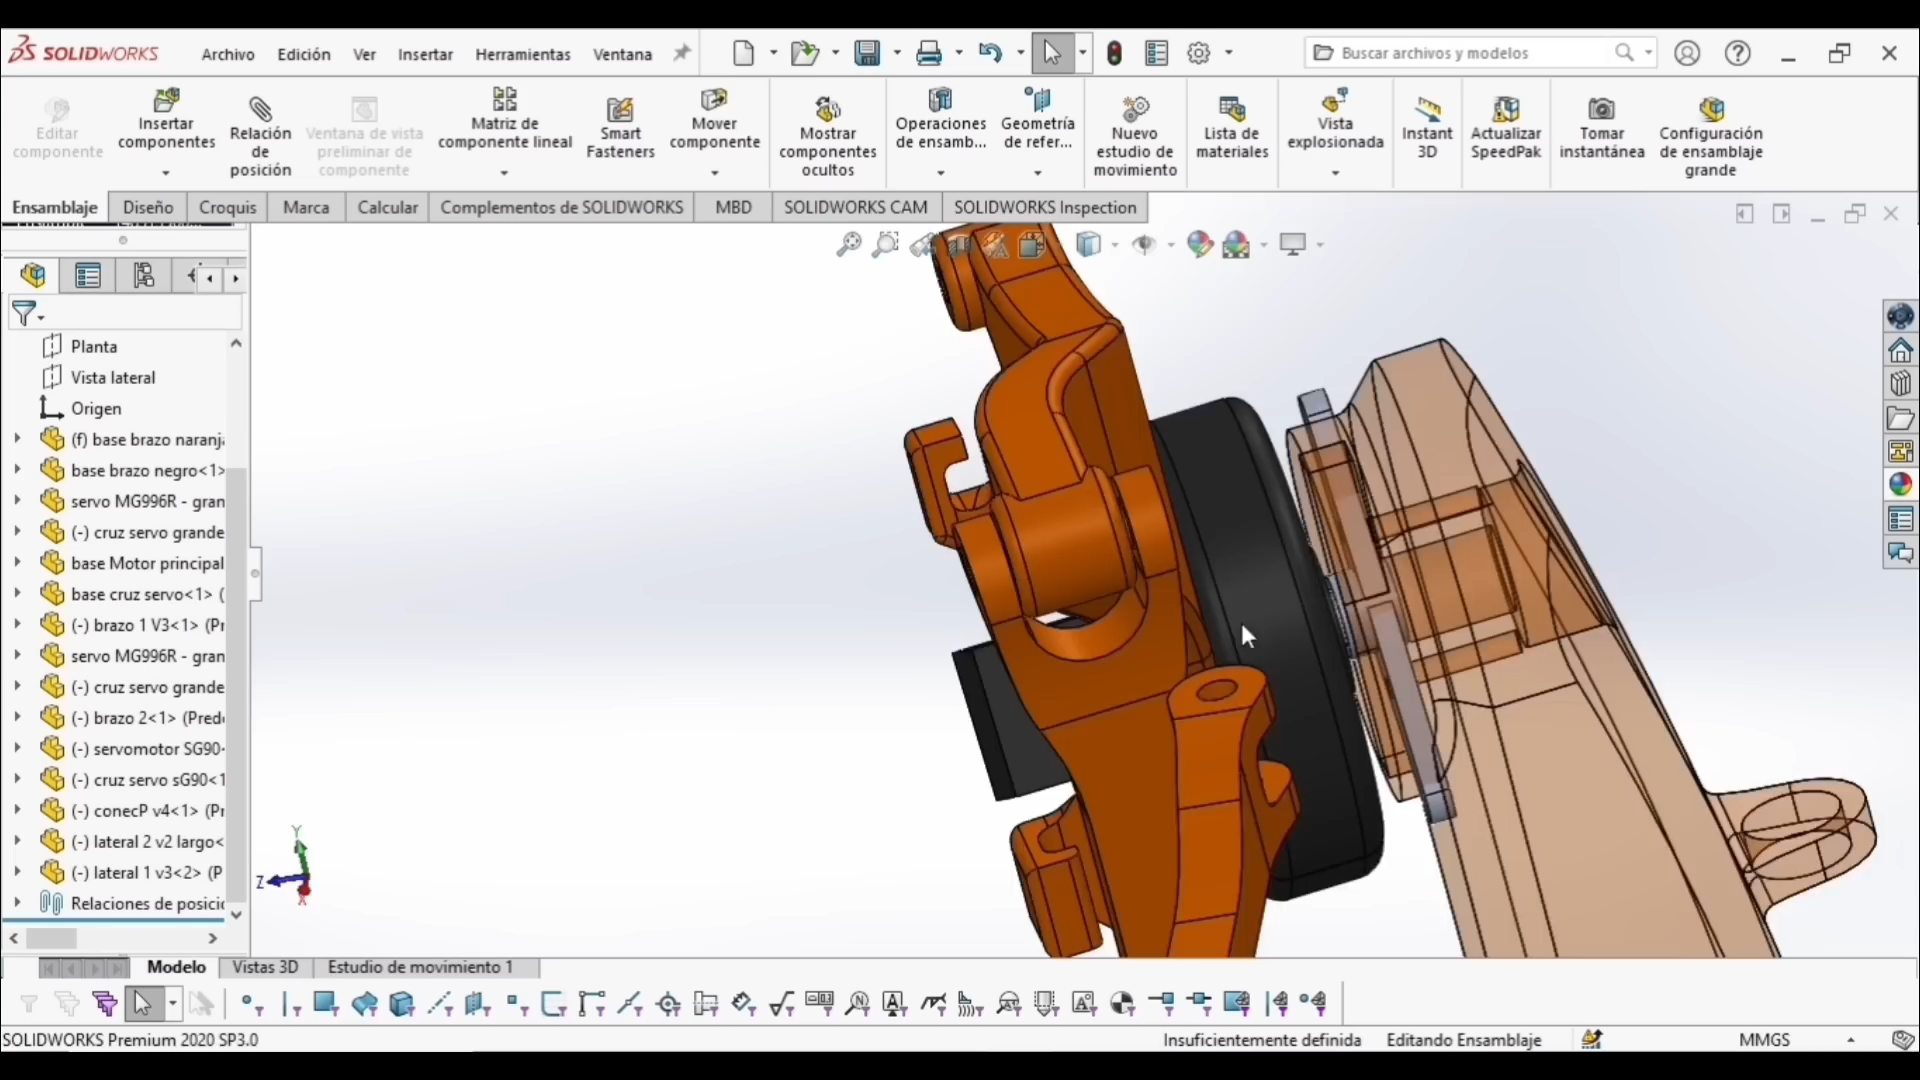 SOLIDWORKS Archivo Edición Ver Insertar Herramientas Ventana Buscar archivos y modelos
Editar componente
Insertar componentes
Relación de posición
Ventana de vista preliminar de componente
Matriz de componente lineal
Smart Fasteners
Mover componente
Mostrar componentes ocultos
Operaciones de ensamb...
Geometría de refer...
Nuevo estudio de movimiento
Lista de materiales
Vista explosionada
Instant 3D
Actualizar SpeedPak
Tomar instantánea
Configuración de ensamblaje grande
Ensamblaje Diseño Croquis Marca Calcular Complementos de SOLIDWORKS MBD SOLIDWORKS CAM SOLIDWORKS Inspection
Planta
Vista lateral
Origen
(f) base brazo naranj
base brazo negro<1>
servo MG996R - gran
(-) cruz servo grande
base Motor principal
base cruz servo<1> (
(-) brazo 1 V3<1> (Pr
servo MG996R - gran
(-) cruz servo grande
(-) brazo 2<1> (Pred
(-) servomotor SG90
(-) cruz servo sG90<1
(-) conecP v4<1> (Pr
(-) lateral 2 v2 largo<
(-) lateral 1 v3<2> (P
Relaciones de posicic
Y
Z
X
Modelo Vistas 3D Estudio de movimiento 1
SOLIDWORKS Premium 2020 SP3.0 Insuficientemente definida Editando Ensamblaje MMGS